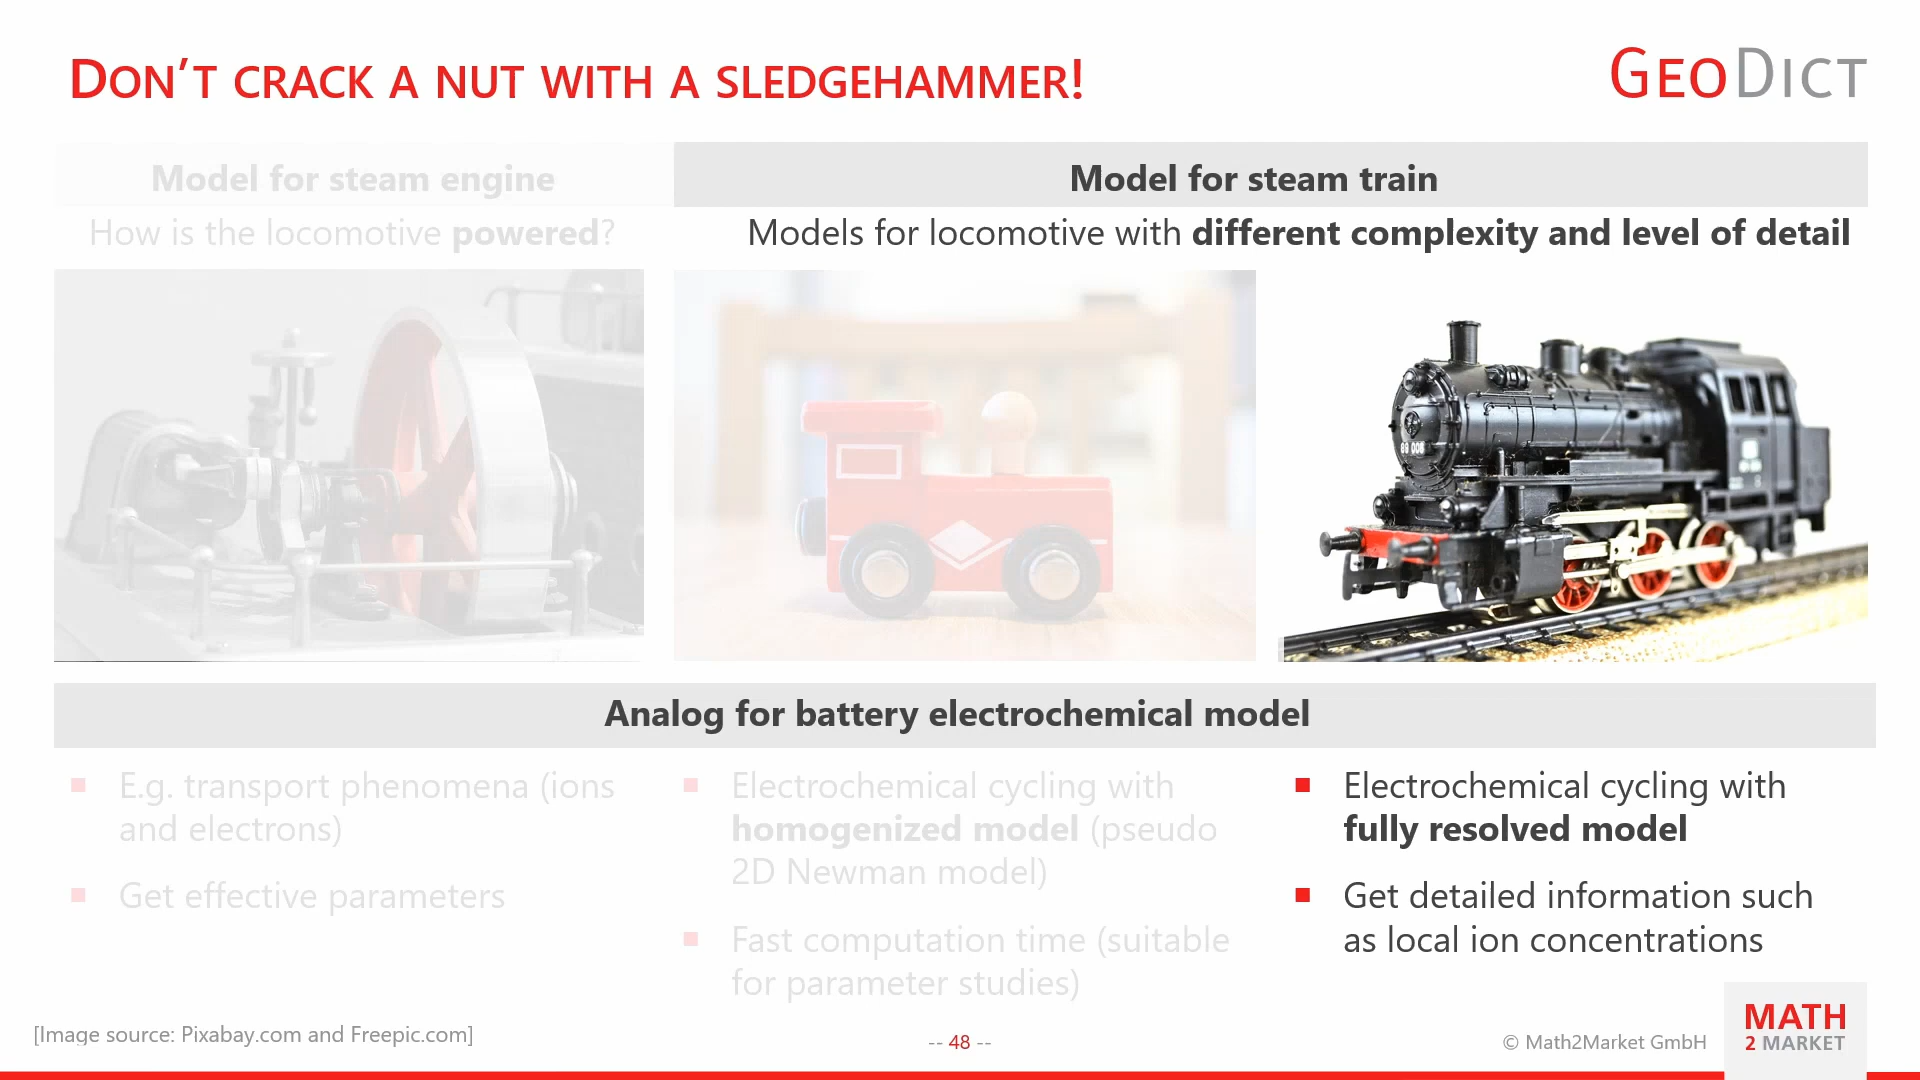 DON'T CRACK A NUT WITH A SLEDGEHAMMER!
GEODICT
Model for steam engine
Model for steam train
How is the locomotive powered?
Models for locomotive with different complexity and level of detail
Analog for battery electrochemical model
E.g. transport phenomena (ions
and electrons)
Get effective parameters
Electrochemical cycling with
homogenized model (pseudo
2D Newman model)
Fast computation time (suitable
for parameter studies)
Electrochemical cycling with
fully resolved model
Get detailed information such
as local ion concentrations
[Image source: Pixabay.com and Freepic.com]
-- 48 --
© Math2Market GmbH
MATH
2 MARKET